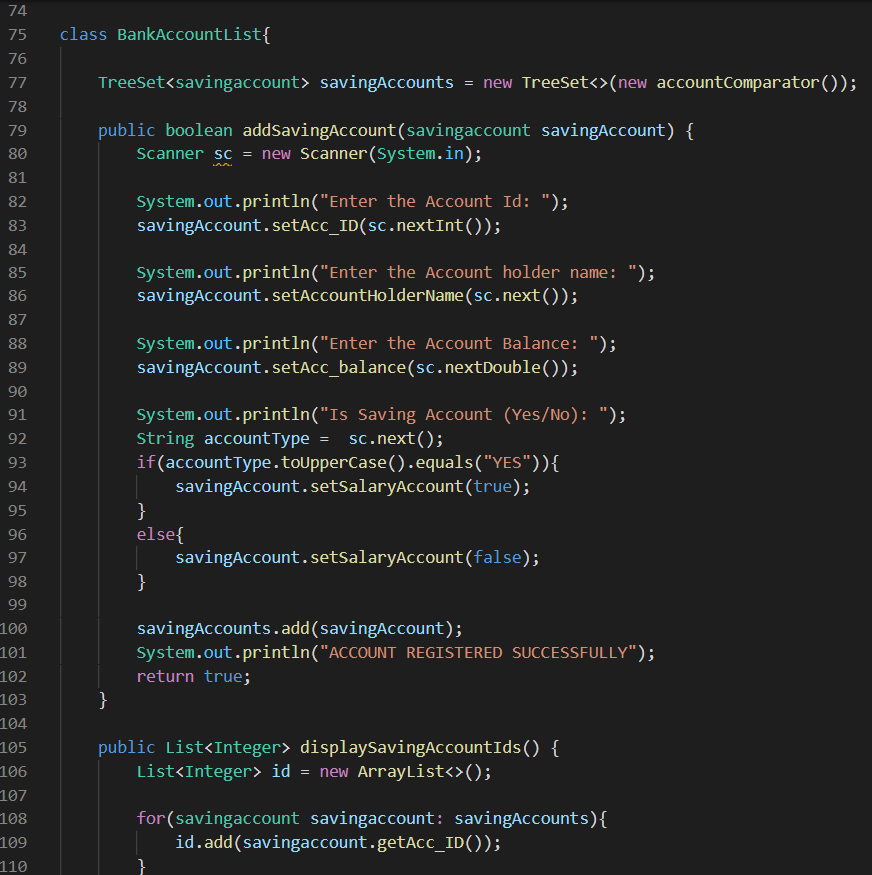 74
75 class BankAccountList{
76
77 TreeSet<savingaccount> savingAccounts = new TreeSet<>(new accountComparator());
78
79 public boolean addSavingAccount(savingaccount savingAccount) {
80 Scanner sc = new Scanner(System.in);
81
82 System.out.println("Enter the Account Id: ");
83 savingAccount.setAcc_ID(sc.nextInt());
84
85 System.out.println("Enter the Account holder name: ");
86 savingAccount.setAccountHolderName(sc.next());
87
88 System.out.println("Enter the Account Balance: ");
89 savingAccount.setAcc_balance(sc.nextDouble());
90
91 System.out.println("Is Saving Account (Yes/No): ");
92 String accountType =  sc.next();
93 if(accountType.toUpperCase().equals("YES")){
94 savingAccount.setSalaryAccount(true);
95 }
96 else{
97 savingAccount.setSalaryAccount(false);
98 }
99
100 savingAccounts.add(savingAccount);
101 System.out.println("ACCOUNT REGISTERED SUCCESSFULLY");
102 return true;
103 }
104
105 public List<Integer> displaySavingAccountIds() {
106 List<Integer> id = new ArrayList<>();
107
108 for(savingaccount savingaccount: savingAccounts){
109 id.add(savingaccount.getAcc_ID());
110 }